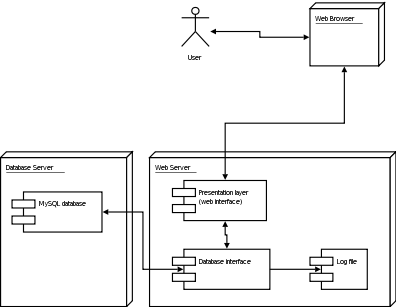 Web Browser
User
Database Server
Web Server
Presentation layer
(web interface)
MySQL database
Database interface
Log file